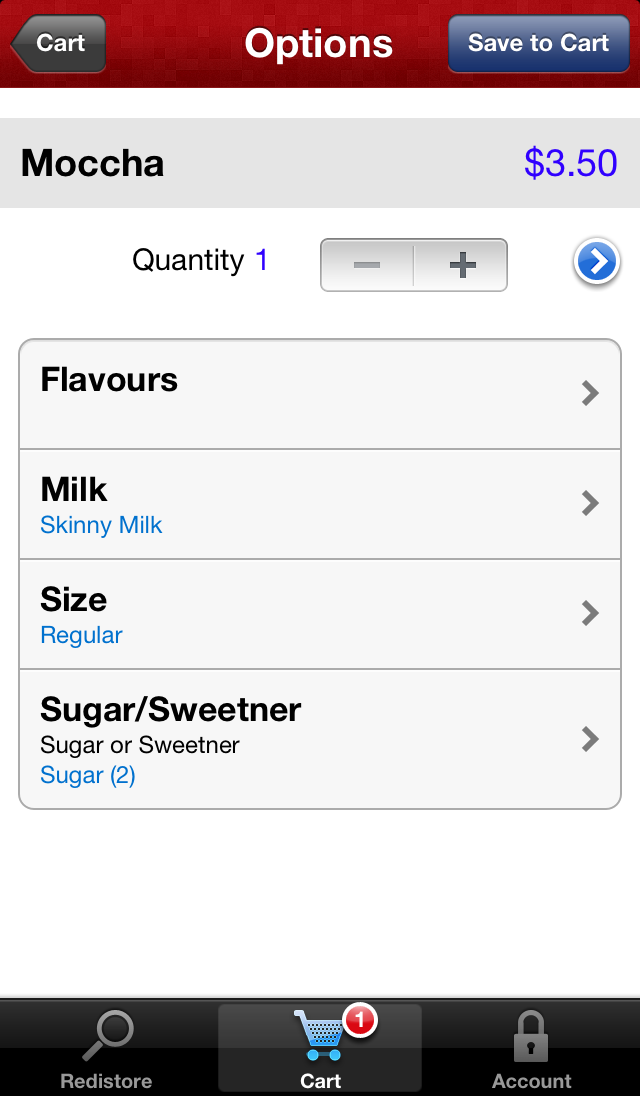 Cart
Options
Save to Cart
Moccha
$3.50
Quantity 1
Flavours
Milk
Skinny Milk
Size
Regular
Sugar/Sweetner
Sugar or Sweetner
Sugar (2)
1
Redistore
Cart
Account